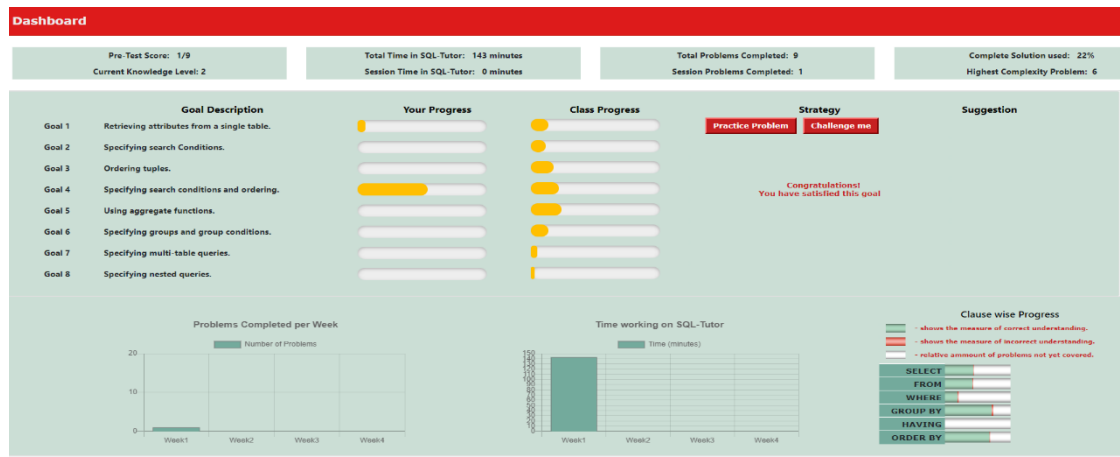 Dashboard
Pre-Test Score: 1/9
Current Knowledge Level: 2
Total Time in SQL-Tutor: 143 minutes
Session Time in SQL-Tutor: 0 minutes
Total Problems Completed: 9
Session Problems Completed: 1
Complete Solution used: 22%
Highest Complexity Problem: 6
Goal Description Your Progress Class Progress Strategy Suggestion
Goal 1 Retrieving attributes from a single table. Practice Problem Challenge me
Goal 2 Specifying search Conditions.
Goal 3 Ordering tuples.
Goal 4 Specifying search conditions and ordering. Congratulations!
You have satisfied this goal
Goal 5 Using aggregate functions.
Goal 6 Specifying groups and group conditions.
Goal 7 Specifying multi-table queries.
Goal 8 Specifying nested queries.
Problems Completed per Week
Number of Problems
20
10
0
Week1 Week2 Week3 Week4
Time working on SQL-Tutor
Time (minutes)
150
Week1 Week2 Week3 Week4
Clause wise Progress
- shows the measure of correct understanding.
- shows the measure of incorrect understanding.
- relative ammount of problems not yet covered.
SELECT
FROM
WHERE
GROUP BY
HAVING
ORDER BY